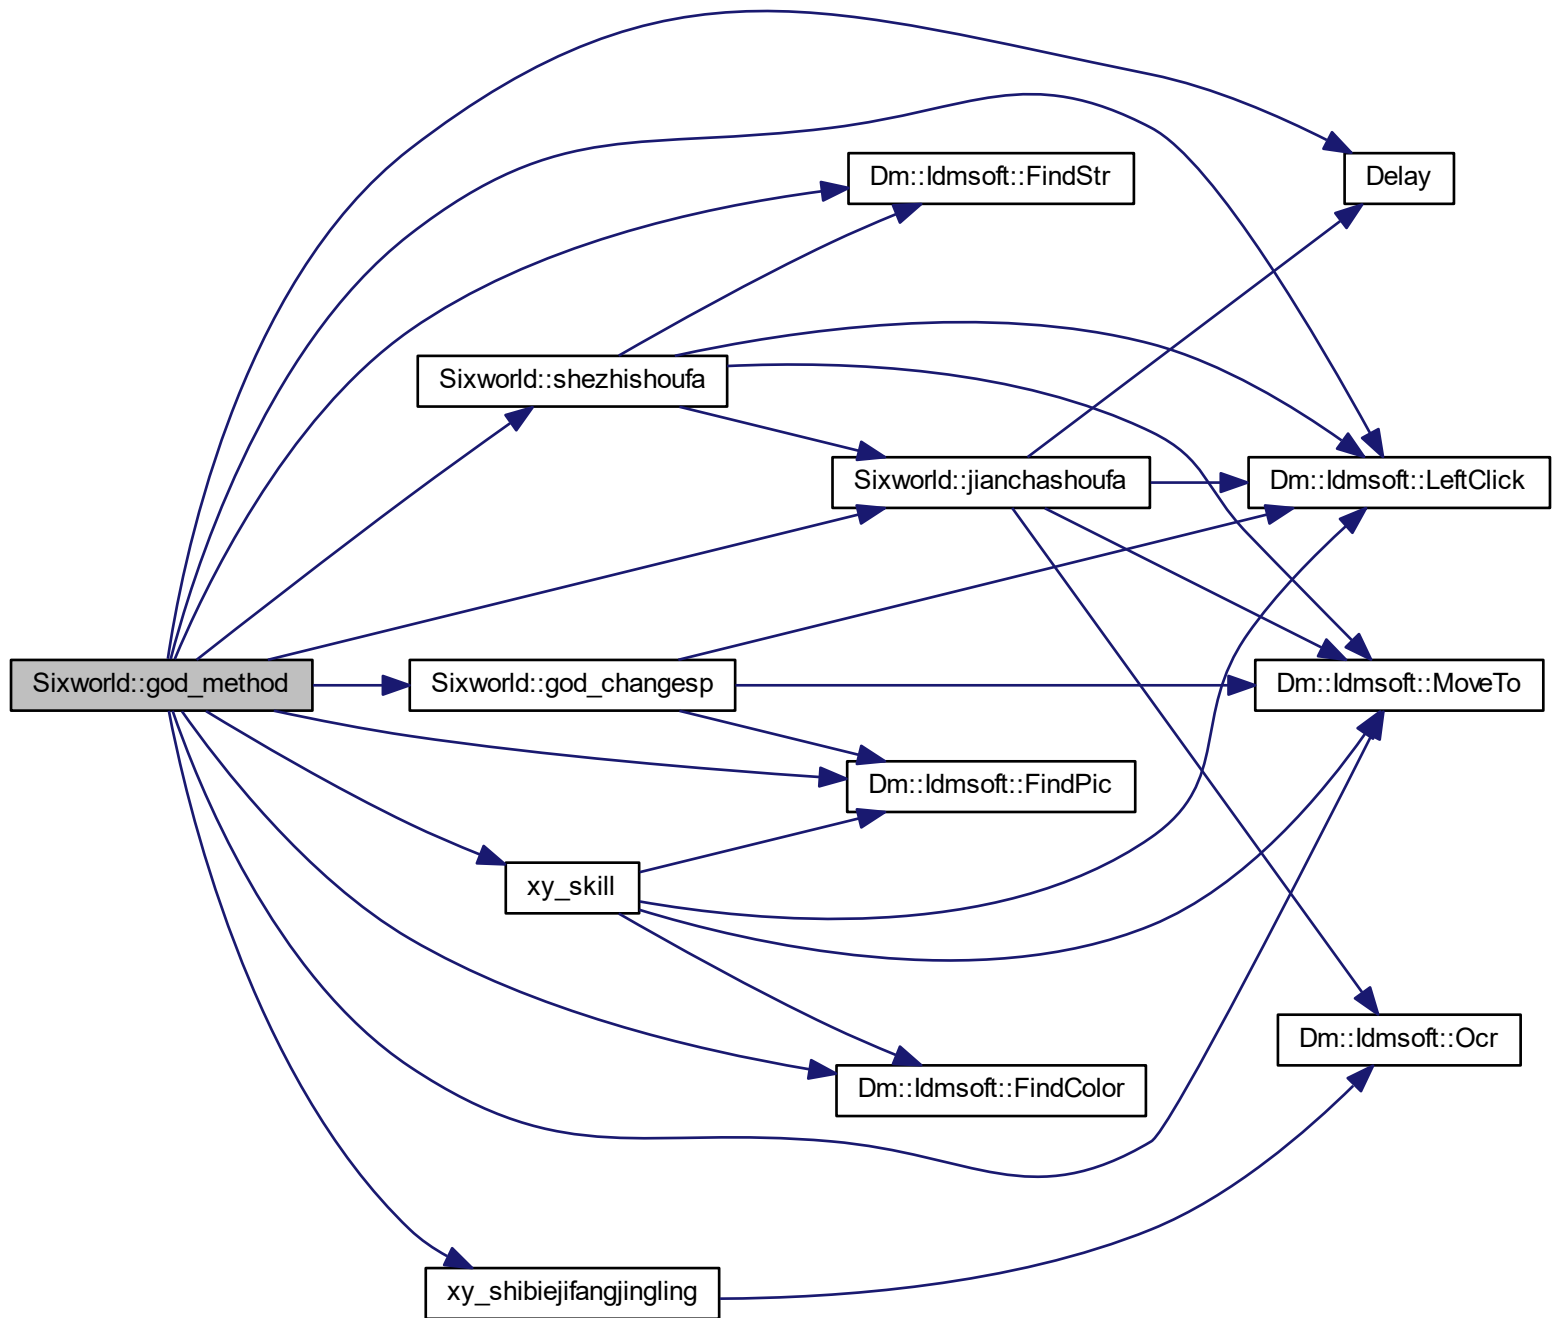 Delay
Dm::Idmsoft::FindStr
Sixworld::shezhishoufa
Sixworld::jianchashoufa
Dm::Idmsoft::LeftClick
Sixworld::god_method
Sixworld::god_changesp
Dm::Idmsoft::MoveTo
Dm::Idmsoft::FindPic
xy_skill
Dm::Idmsoft::Ocr
Dm::Idmsoft::FindColor
xy_shibiejifangjingling